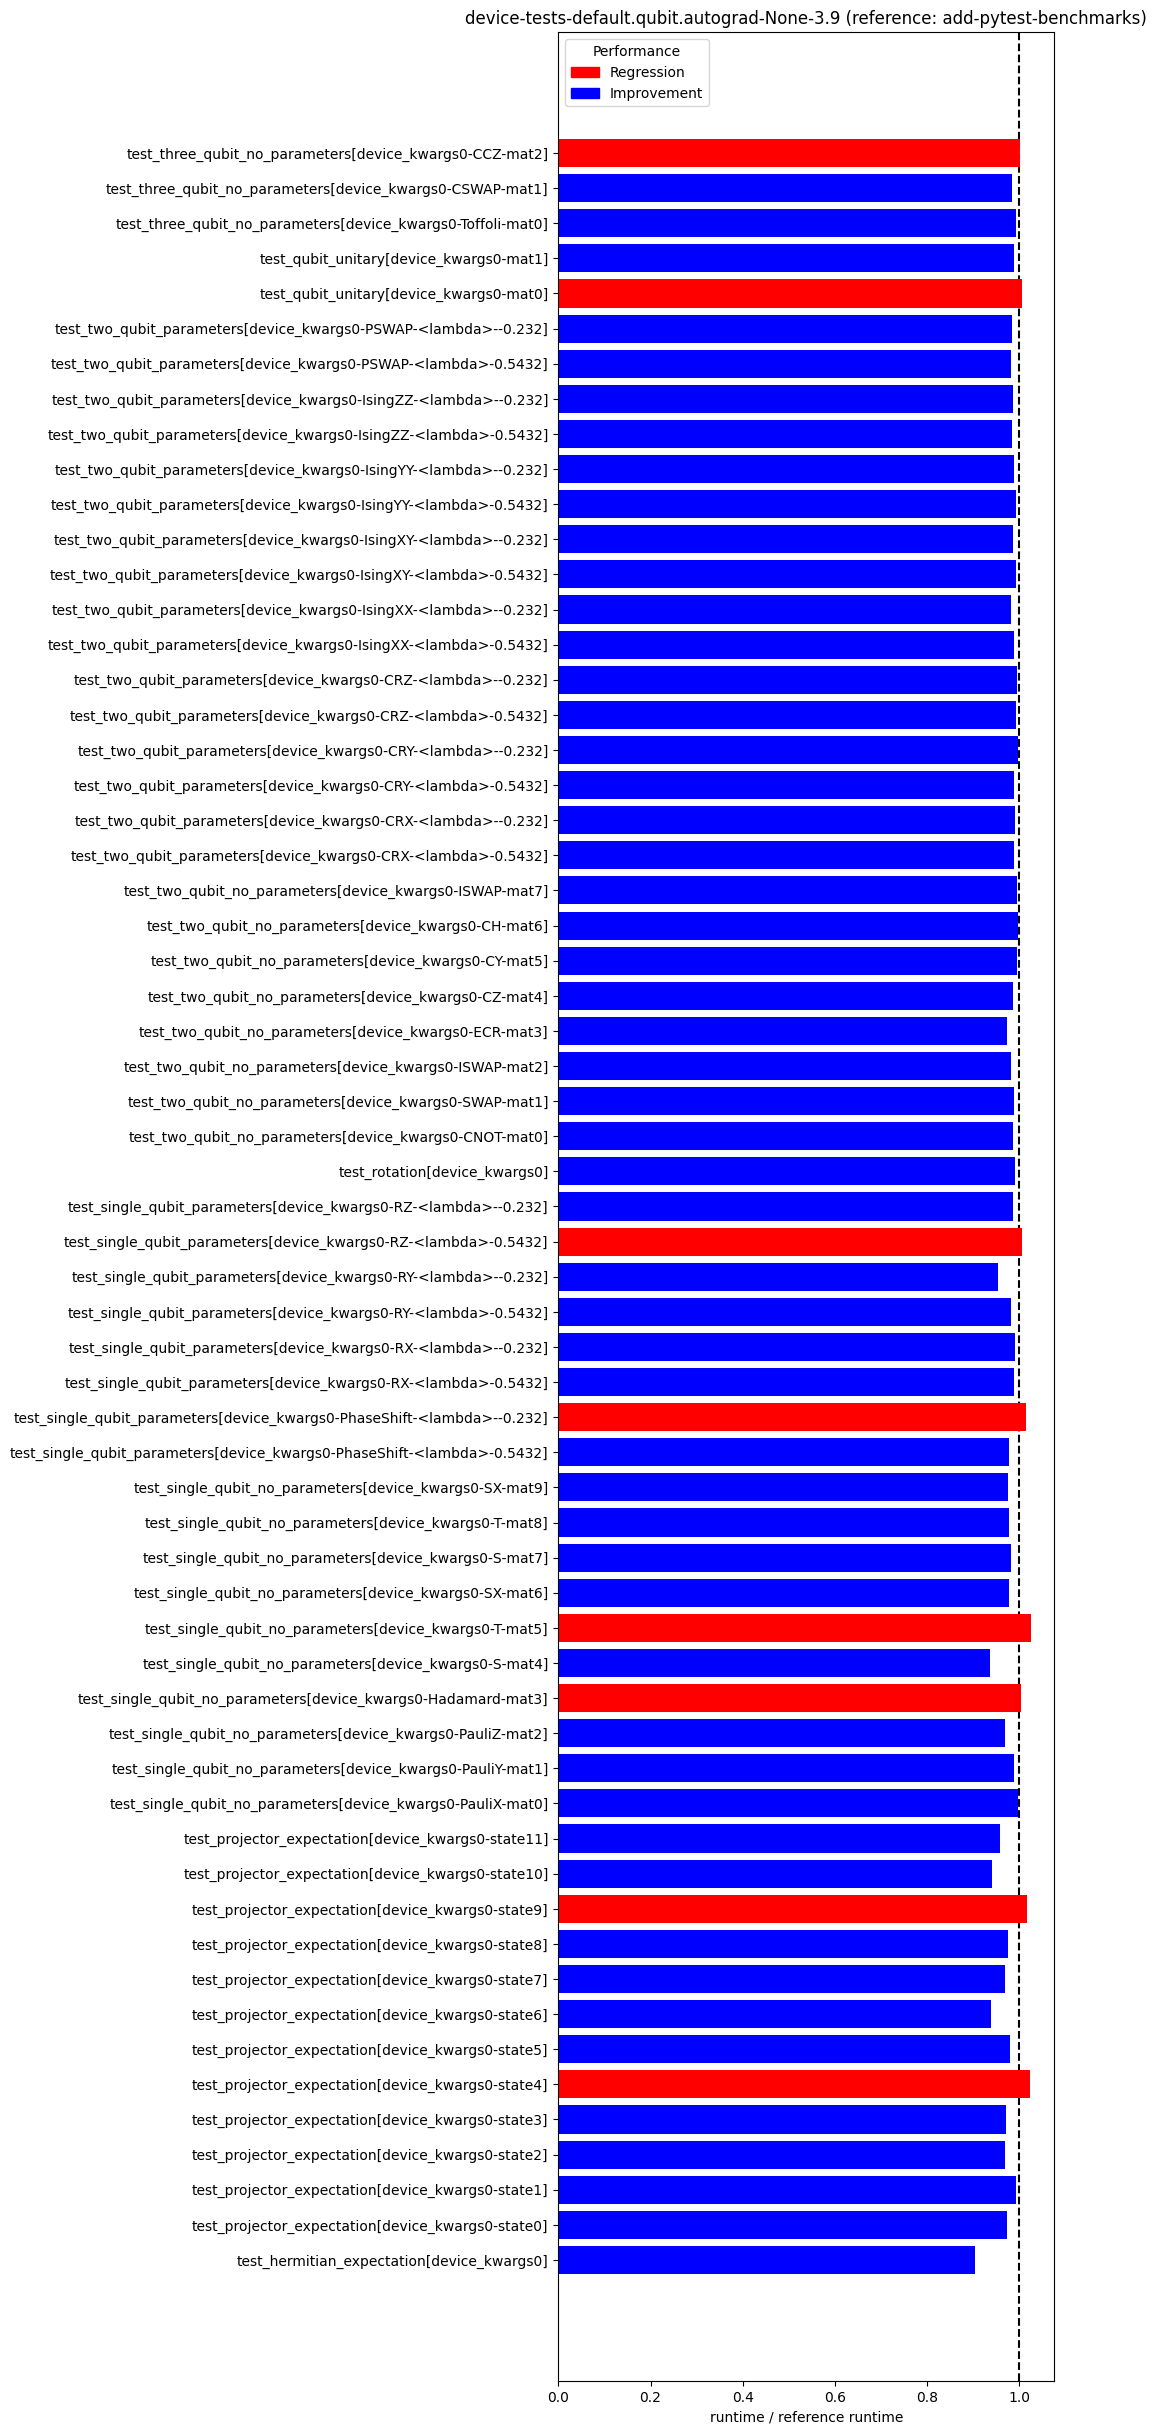 device-tests-default.qubit.autograd-None-3.9 (reference: add-pytest-benchmarks)
Performance
Regression
Improvement
test_three_qubit_no_parameters[device_kwargs0-CCZ-mat2]
test_three_qubit_no_parameters[device_kwargs0-CSWAP-mat1]
test_three_qubit_no_parameters[device_kwargs0-Toffoli-mat0]
test_qubit_unitary[device_kwargs0-mat1]
test_qubit_unitary[device_kwargs0-mat0]
test_two_qubit_parameters[device_kwargs0-PSWAP-<lambda>--0.232]
test_two_qubit_parameters[device_kwargs0-PSWAP-<lambda>-0.5432]
test_two_qubit_parameters[device_kwargs0-IsingZZ-<lambda>--0.232]
test_two_qubit_parameters[device_kwargs0-IsingZZ-<lambda>-0.5432]
test_two_qubit_parameters[device_kwargs0-IsingYY-<lambda>--0.232]
test_two_qubit_parameters[device_kwargs0-IsingYY-<lambda>-0.5432]
test_two_qubit_parameters[device_kwargs0-IsingXY-<lambda>--0.232]
test_two_qubit_parameters[device_kwargs0-IsingXY-<lambda>-0.5432]
test_two_qubit_parameters[device_kwargs0-IsingXX-<lambda>--0.232]
test_two_qubit_parameters[device_kwargs0-IsingXX-<lambda>-0.5432]
test_two_qubit_parameters[device_kwargs0-CRZ-<lambda>--0.232]
test_two_qubit_parameters[device_kwargs0-CRZ-<lambda>-0.5432]
test_two_qubit_parameters[device_kwargs0-CRY-<lambda>--0.232]
test_two_qubit_parameters[device_kwargs0-CRY-<lambda>-0.5432]
test_two_qubit_parameters[device_kwargs0-CRX-<lambda>--0.232]
test_two_qubit_parameters[device_kwargs0-CRX-<lambda>-0.5432]
test_two_qubit_no_parameters[device_kwargs0-ISWAP-mat7]
test_two_qubit_no_parameters[device_kwargs0-CH-mat6]
test_two_qubit_no_parameters[device_kwargs0-CY-mat5]
test_two_qubit_no_parameters[device_kwargs0-CZ-mat4]
test_two_qubit_no_parameters[device_kwargs0-ECR-mat3]
test_two_qubit_no_parameters[device_kwargs0-ISWAP-mat2]
test_two_qubit_no_parameters[device_kwargs0-SWAP-mat1]
test_two_qubit_no_parameters[device_kwargs0-CNOT-mat0]
test_rotation[device_kwargs0]
test_single_qubit_parameters[device_kwargs0-RZ-<lambda>--0.232]
test_single_qubit_parameters[device_kwargs0-RZ-<lambda>-0.5432]
test_single_qubit_parameters[device_kwargs0-RY-<lambda>--0.232]
test_single_qubit_parameters[device_kwargs0-RY-<lambda>-0.5432]
test_single_qubit_parameters[device_kwargs0-RX-<lambda>--0.232]
test_single_qubit_parameters[device_kwargs0-RX-<lambda>-0.5432]
test_single_qubit_parameters[device_kwargs0-PhaseShift-<lambda>--0.232]
test_single_qubit_parameters[device_kwargs0-PhaseShift-<lambda>-0.5432]
test_single_qubit_no_parameters[device_kwargs0-SX-mat9]
test_single_qubit_no_parameters[device_kwargs0-T-mat8]
test_single_qubit_no_parameters[device_kwargs0-S-mat7]
test_single_qubit_no_parameters[device_kwargs0-SX-mat6]
test_single_qubit_no_parameters[device_kwargs0-T-mat5]
test_single_qubit_no_parameters[device_kwargs0-S-mat4]
test_single_qubit_no_parameters[device_kwargs0-Hadamard-mat3]
test_single_qubit_no_parameters[device_kwargs0-PauliZ-mat2]
test_single_qubit_no_parameters[device_kwargs0-PauliY-mat1]
test_single_qubit_no_parameters[device_kwargs0-PauliX-mat0]
test_projector_expectation[device_kwargs0-state11]
test_projector_expectation[device_kwargs0-state10]
test_projector_expectation[device_kwargs0-state9]
test_projector_expectation[device_kwargs0-state8]
test_projector_expectation[device_kwargs0-state7]
test_projector_expectation[device_kwargs0-state6]
test_projector_expectation[device_kwargs0-state5]
test_projector_expectation[device_kwargs0-state4]
test_projector_expectation[device_kwargs0-state3]
test_projector_expectation[device_kwargs0-state2]
test_projector_expectation[device_kwargs0-state1]
test_projector_expectation[device_kwargs0-state0]
test_hermitian_expectation[device_kwargs0]
0.0 0.2 0.4 0.6 0.8 1.0
runtime / reference runtime